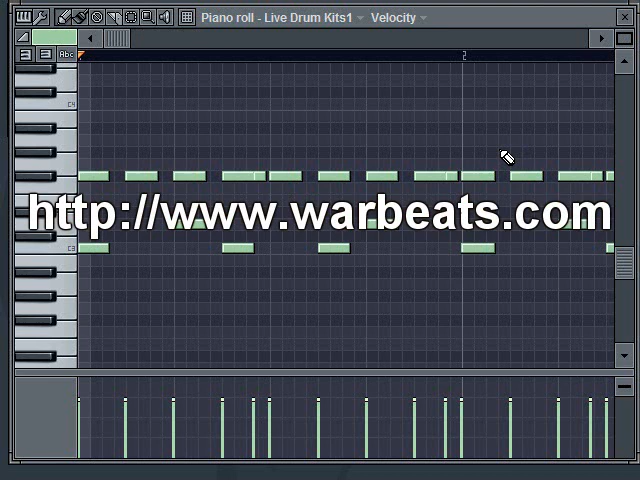 Piano roll - Live Drum Kits1 Velocity
Abc
2
C4
http://www.warbeats.com
C3